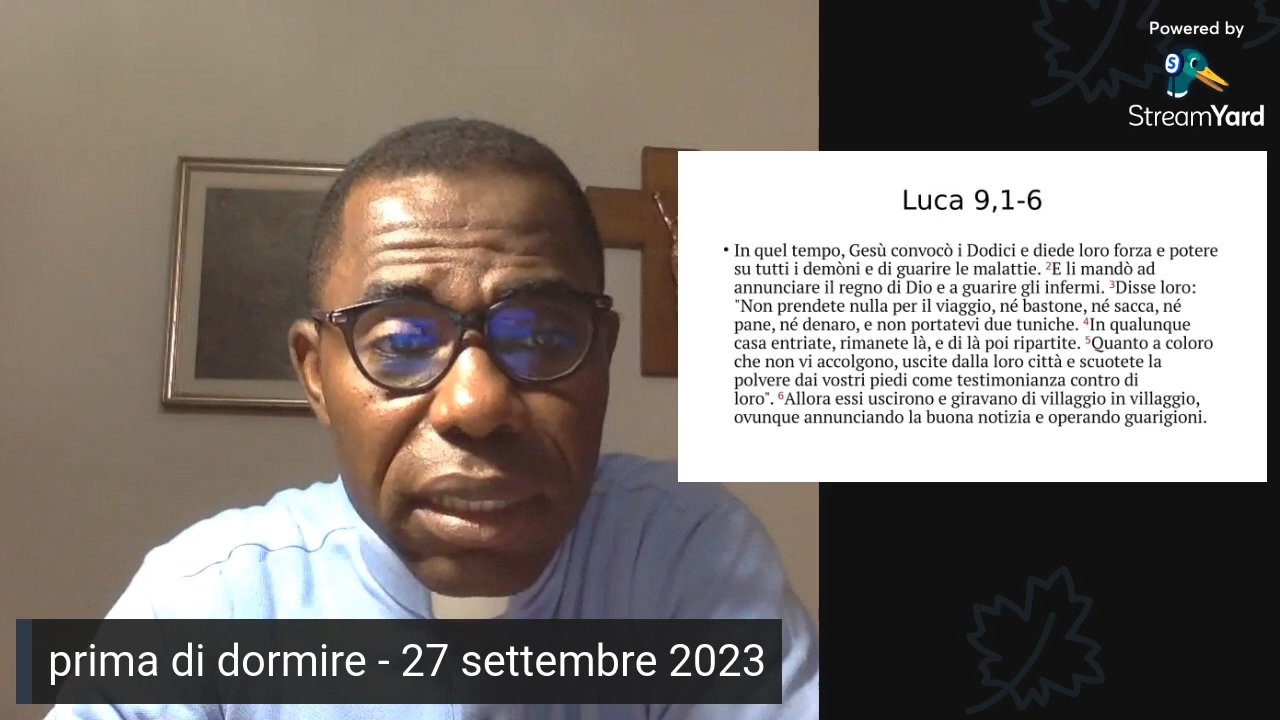 Powered by
S
StreamYard
Luca 9,1-6
• In quel tempo, Gesù convocò i Dodici e diede loro forza e potere
su tutti i demòni e di guarire le malattie. ²E li mandò ad
annunciare il regno di Dio e a guarire gli infermi. ³Disse loro:
"Non prendete nulla per il viaggio, né bastone, né sacca, né
pane, né denaro, e non portatevi due tuniche. ⁴In qualunque
casa entriate, rimanete là, e di là poi ripartite. ⁵Quanto a coloro
che non vi accolgono, uscite dalla loro città e scuotete la
polvere dai vostri piedi come testimonianza contro di
loro". ⁶Allora essi uscirono e giravano di villaggio in villaggio,
ovunque annunciando la buona notizia e operando guarigioni.
prima di dormire - 27 settembre 2023